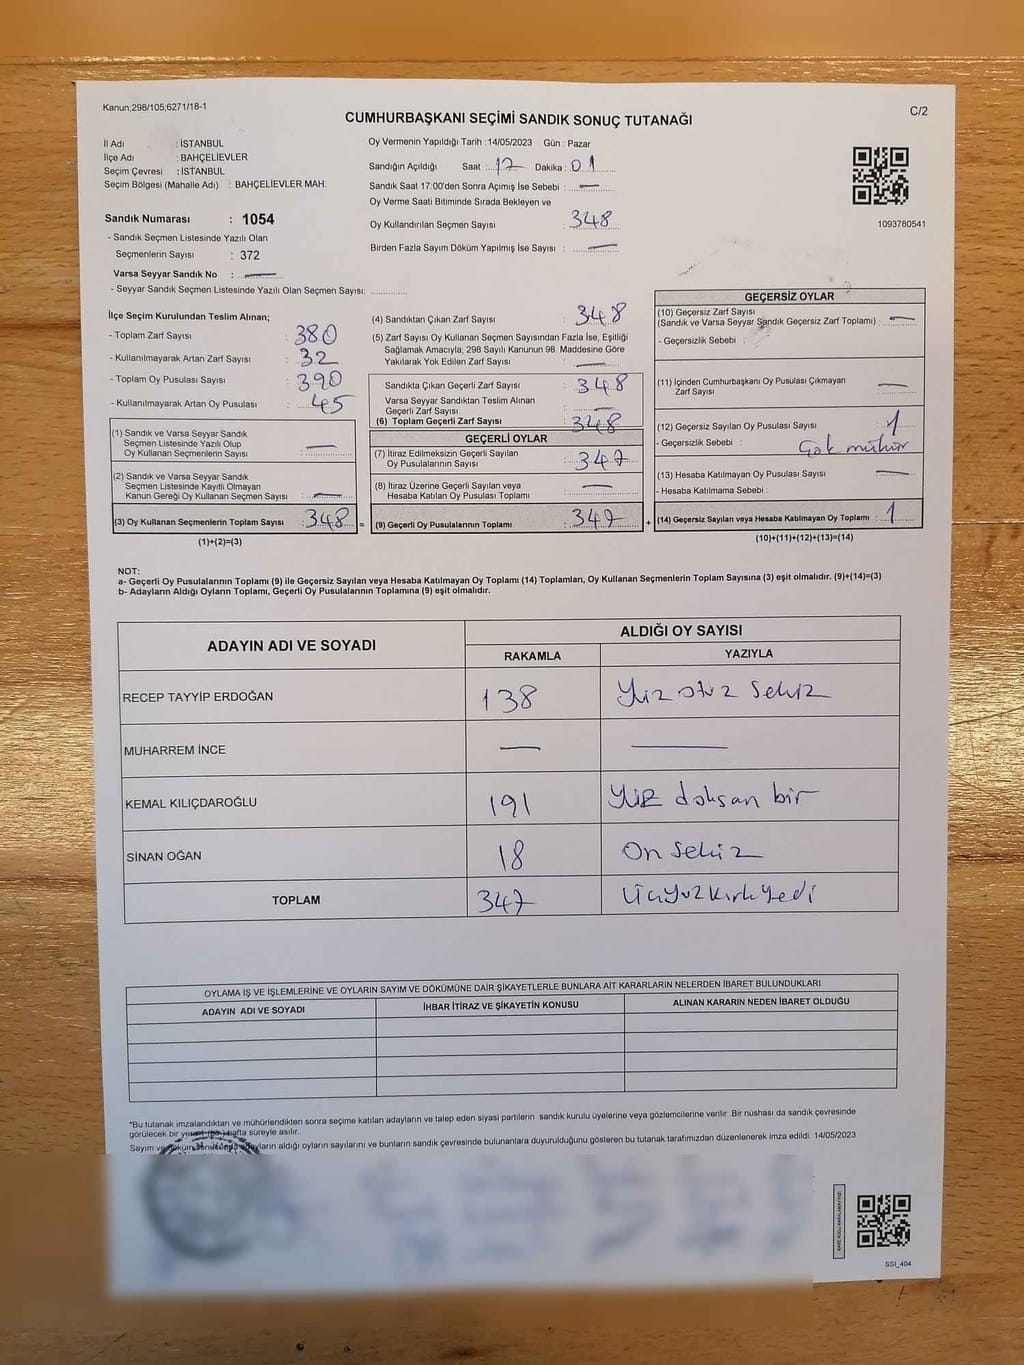 Kanun;298/105,6271/18-1
C/2
CUMHURBAŞKANI SEÇİMİ SANDIK SONUÇ TUTANAĞI
İl Adı : İSTANBUL
İlçe Adı : BAHÇELİEVLER
Seçim Çevresi : İSTANBUL
Seçim Bölgesi (Mahalle Adı) : BAHÇELİEVLER MAH.
Sandık Numarası : 1054
- Sandık Seçmen Listesinde Yazılı Olan
Seçmenlerin Sayısı : 372
Varsa Seyyar Sandık No : —
- Seyyar Sandık Seçmen Listesinde Yazılı Olan Seçmen Sayısı: ............
Oy Vermenin Yapıldığı Tarih : 14/05/2023 Gün : Pazar
Sandığın Açıldığı Saat : 17 Dakika : 01
Sandık Saat 17:00'den Sonra Açımış İse Sebebi : —
Oy Verme Saati Bitiminde Sırada Bekleyen ve
Oy Kullandırılan Seçmen Sayısı : 348
Birden Fazla Sayım Döküm Yapılmış İse Sayısı : —
1093780541
İlçe Seçim Kurulundan Teslim Alınan;
- Toplam Zarf Sayısı : 380
- Kullanılmayarak Artan Zarf Sayısı : 32
- Toplam Oy Pusulası Sayısı : 390
- Kullanılmayarak Artan Oy Pusulası : 45
(1) Sandık ve Varsa Seyyar Sandık
Seçmen Listesinde Yazılı Olup
Oy Kullanan Seçmenlerin Sayısı : —
(2) Sandık ve Varsa Seyyar Sandık
Seçmen Listesinde Kayıtlı Olmayan
Kanun Gereği Oy Kullanan Seçmen Sayısı : —
(3) Oy Kullanan Seçmenlerin Toplam Sayısı : 348 =
(1)+(2)=(3)
(4) Sandıktan Çıkan Zarf Sayısı : 348
(5) Zarf Sayısı Oy Kullanan Seçmen Sayısından Fazla İse, Eşitliği
Sağlamak Amacıyla, 298 Sayılı Kanunun 98. Maddesine Göre
Yakılarak Yok Edilen Zarf Sayısı : —
Sandıkta Çıkan Geçerli Zarf Sayısı : 348
Varsa Seyyar Sandıktan Teslim Alınan
Geçerli Zarf Sayısı : —
(6) Toplam Geçerli Zarf Sayısı : 348
GEÇERLİ OYLAR
(7) İtiraz Edilmeksizin Geçerli Sayılan
Oy Pusulalarının Sayısı : 347
(8) İtiraz Üzerine Geçerli Sayılan veya
Hesaba Katılan Oy Pusulası Toplamı : —
(9) Geçerli Oy Pusulalarının Toplamı : 347 +
GEÇERSİZ OYLAR
(10) Geçersiz Zarf Sayısı
(Sandık ve Varsa Seyyar Sandık Geçersiz Zarf Toplamı) : —
- Geçersizlik Sebebi :
(11) İçinden Cumhurbaşkanı Oy Pusulası Çıkmayan
Zarf Sayısı : —
(12) Geçersiz Sayılan Oy Pusulası Sayısı : 1
- Geçersizlik Sebebi : Çok mühür
(13) Hesaba Katılmayan Oy Pusulası Sayısı : —
- Hesaba Katılmama Sebebi :
(14) Geçersiz Sayılan veya Hesaba Katılmayan Oy Toplamı : 1
(10)+(11)+(12)+(13)=(14)
NOT:
a- Geçerli Oy Pusulalarının Toplamı (9) ile Geçersiz Sayılan veya Hesaba Katılmayan Oy Toplamı (14) Toplamları, Oy Kullanan Seçmenlerin Toplam Sayısına (3) eşit olmalıdır. (9)+(14)=(3)
b- Adayların Aldığı Oyların Toplamı, Geçerli Oy Pusulalarının Toplamına (9) eşit olmalıdır.
ADAYIN ADI VE SOYADI ALDIĞI OY SAYISI
RAKAMLA YAZIYLA
RECEP TAYYİP ERDOĞAN 138 Yüz otuz sekiz
MUHARREM İNCE — —
KEMAL KILIÇDAROĞLU 191 Yüz doksan bir
SİNAN OĞAN 18 On sekiz
TOPLAM 347 Üçyüzkırkyedi
OYLAMA İŞ VE İŞLEMLERİNE VE OYLARIN SAYIM VE DÖKÜMÜNE DAİR ŞİKAYETLERLE BUNLARA AİT KARARLARIN NELERDEN İBARET BULUNDUKLARI
ADAYIN ADI VE SOYADI İHBAR İTİRAZ VE ŞİKAYETİN KONUSU ALINAN KARARIN NEDEN İBARET OLDUĞU
*Bu tutanak imzalandıktan ve mühürlendikten sonra seçime katılan adayların ve talep eden siyasi partilerin sandık kurulu üyelerine veya gözlemcilerine verilir .Bir nüshası da sandık çevresinde
görülecek bir yere 1 (bir) hafta süreyle asılır.
Sayım ve döküm sonucunda adayların aldığı oyların sayılarını ve bunların sandık çevresinde bulunanlara duyurulduğunu gösteren bu tutanak tarafımızdan düzenlenerek imza edildi. 14/05/2023
SSI_404